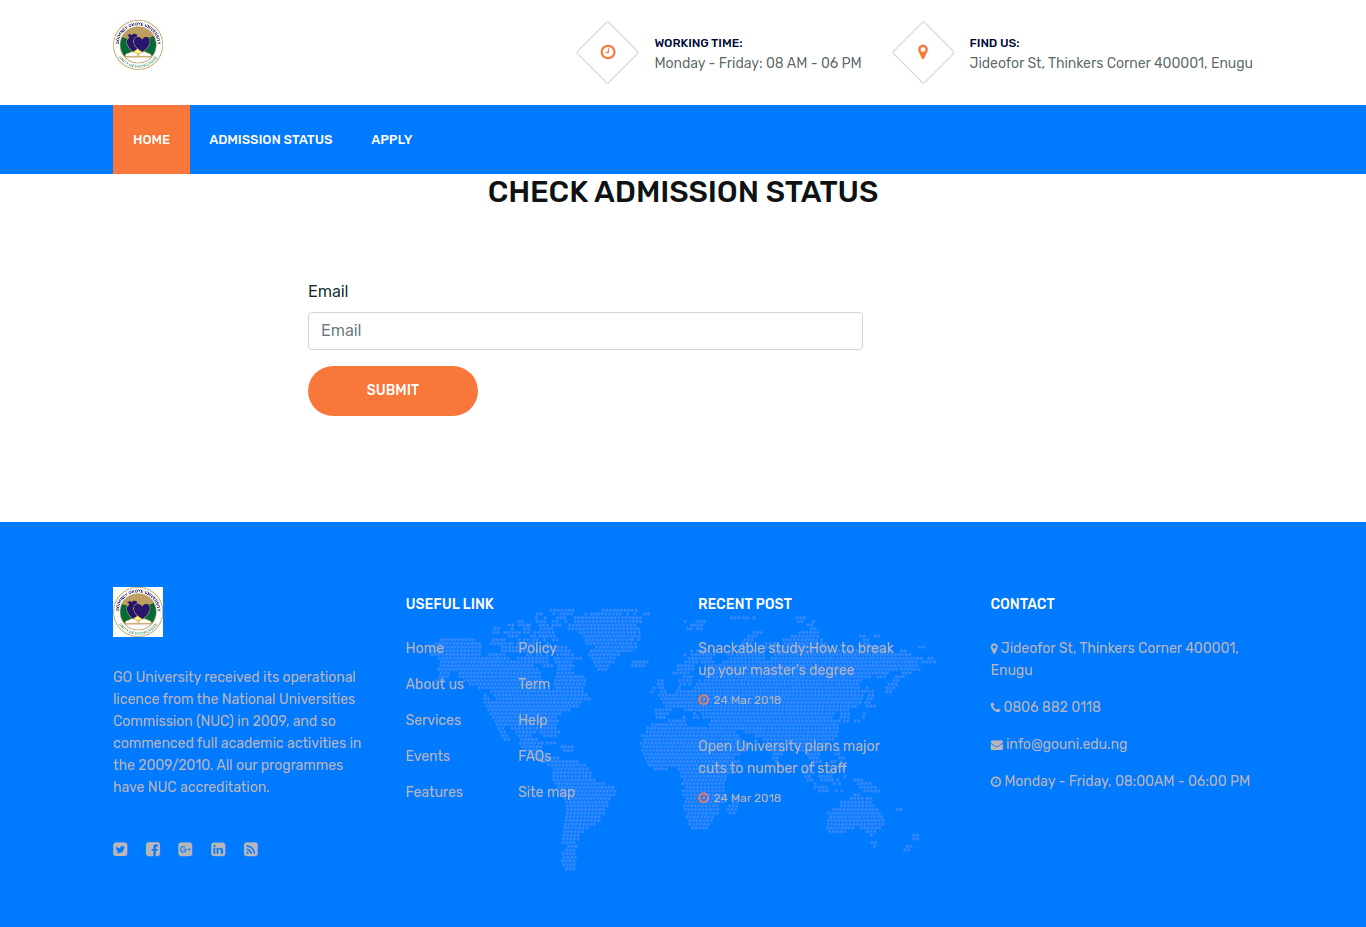 WORKING TIME:
Monday - Friday: 08 AM - 06 PM
FIND US:
Jideofor St, Thinkers Corner 400001, Enugu
HOME
ADMISSION STATUS
APPLY
CHECK ADMISSION STATUS
Email
Email
SUBMIT
GO University received its operational
licence from the National Universities
Commission (NUC) in 2009, and so
commenced full academic activities in
the 2009/2010. All our programmes
have NUC accreditation.
USEFUL LINK
Home
About us
Services
Events
Features
Policy
Term
Help
FAQs
Site map
RECENT POST
Snackable study:How to break
up your master's degree
24 Mar 2018
Open University plans major
cuts to number of staff
24 Mar 2018
CONTACT
Jideofor St, Thinkers Corner 400001,
Enugu
0806 882 0118
info@gouni.edu.ng
Monday - Friday, 08:00AM - 06:00 PM